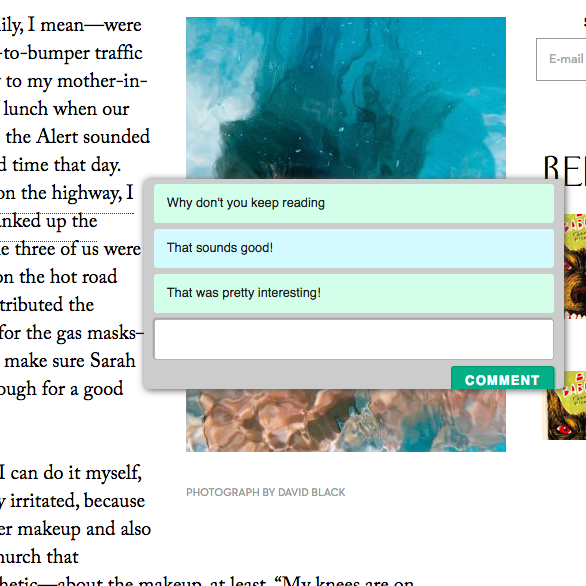 ily, I mean—were
-to-bumper traffic
to my mother-in-
lunch when our
the Alert sounded
d time that day.
on the highway, I
nked up the
e three of us were
on the hot road
tributed the
for the gas masks–
make sure Sarah
ough for a good
I can do it myself,
y irritated, because
er makeup and also
hurch that
hetic—about the makeup, at least. “My knees are on
Why don't you keep reading
That sounds good!
That was pretty interesting!
COMMENT
PHOTOGRAPH BY DAVID BLACK
E-mail